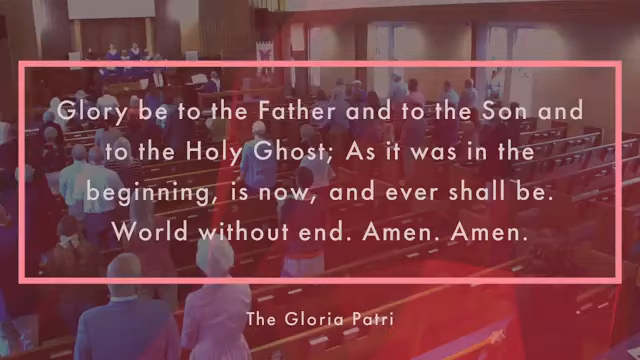 Glory be to the Father and to the Son and
to the Holy Ghost; As it was in the
beginning, is now, and ever shall be.
World without end. Amen. Amen.
The Gloria Patri